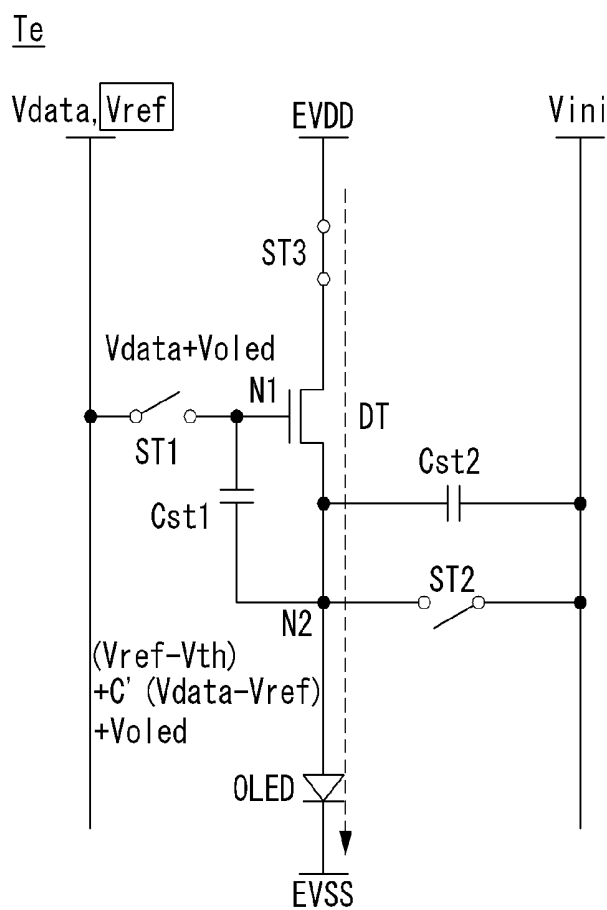 Te
Vdata, Vref
EVDD
Vini
ST3
Vdata+Voled
N1
DT
ST1
Cst2
Cst1
ST2
N2
(Vref-Vth)
+C' (Vdata-Vref)
+Voled
OLED
EVSS